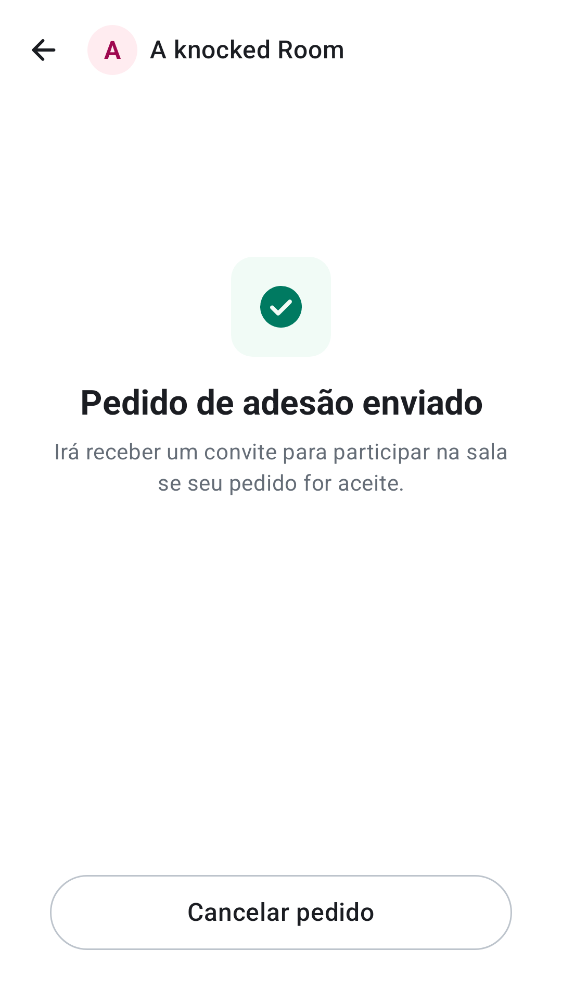 A
A knocked Room
Pedido de adesão enviado
Irá receber um convite para participar na sala
se seu pedido for aceite.
Cancelar pedido